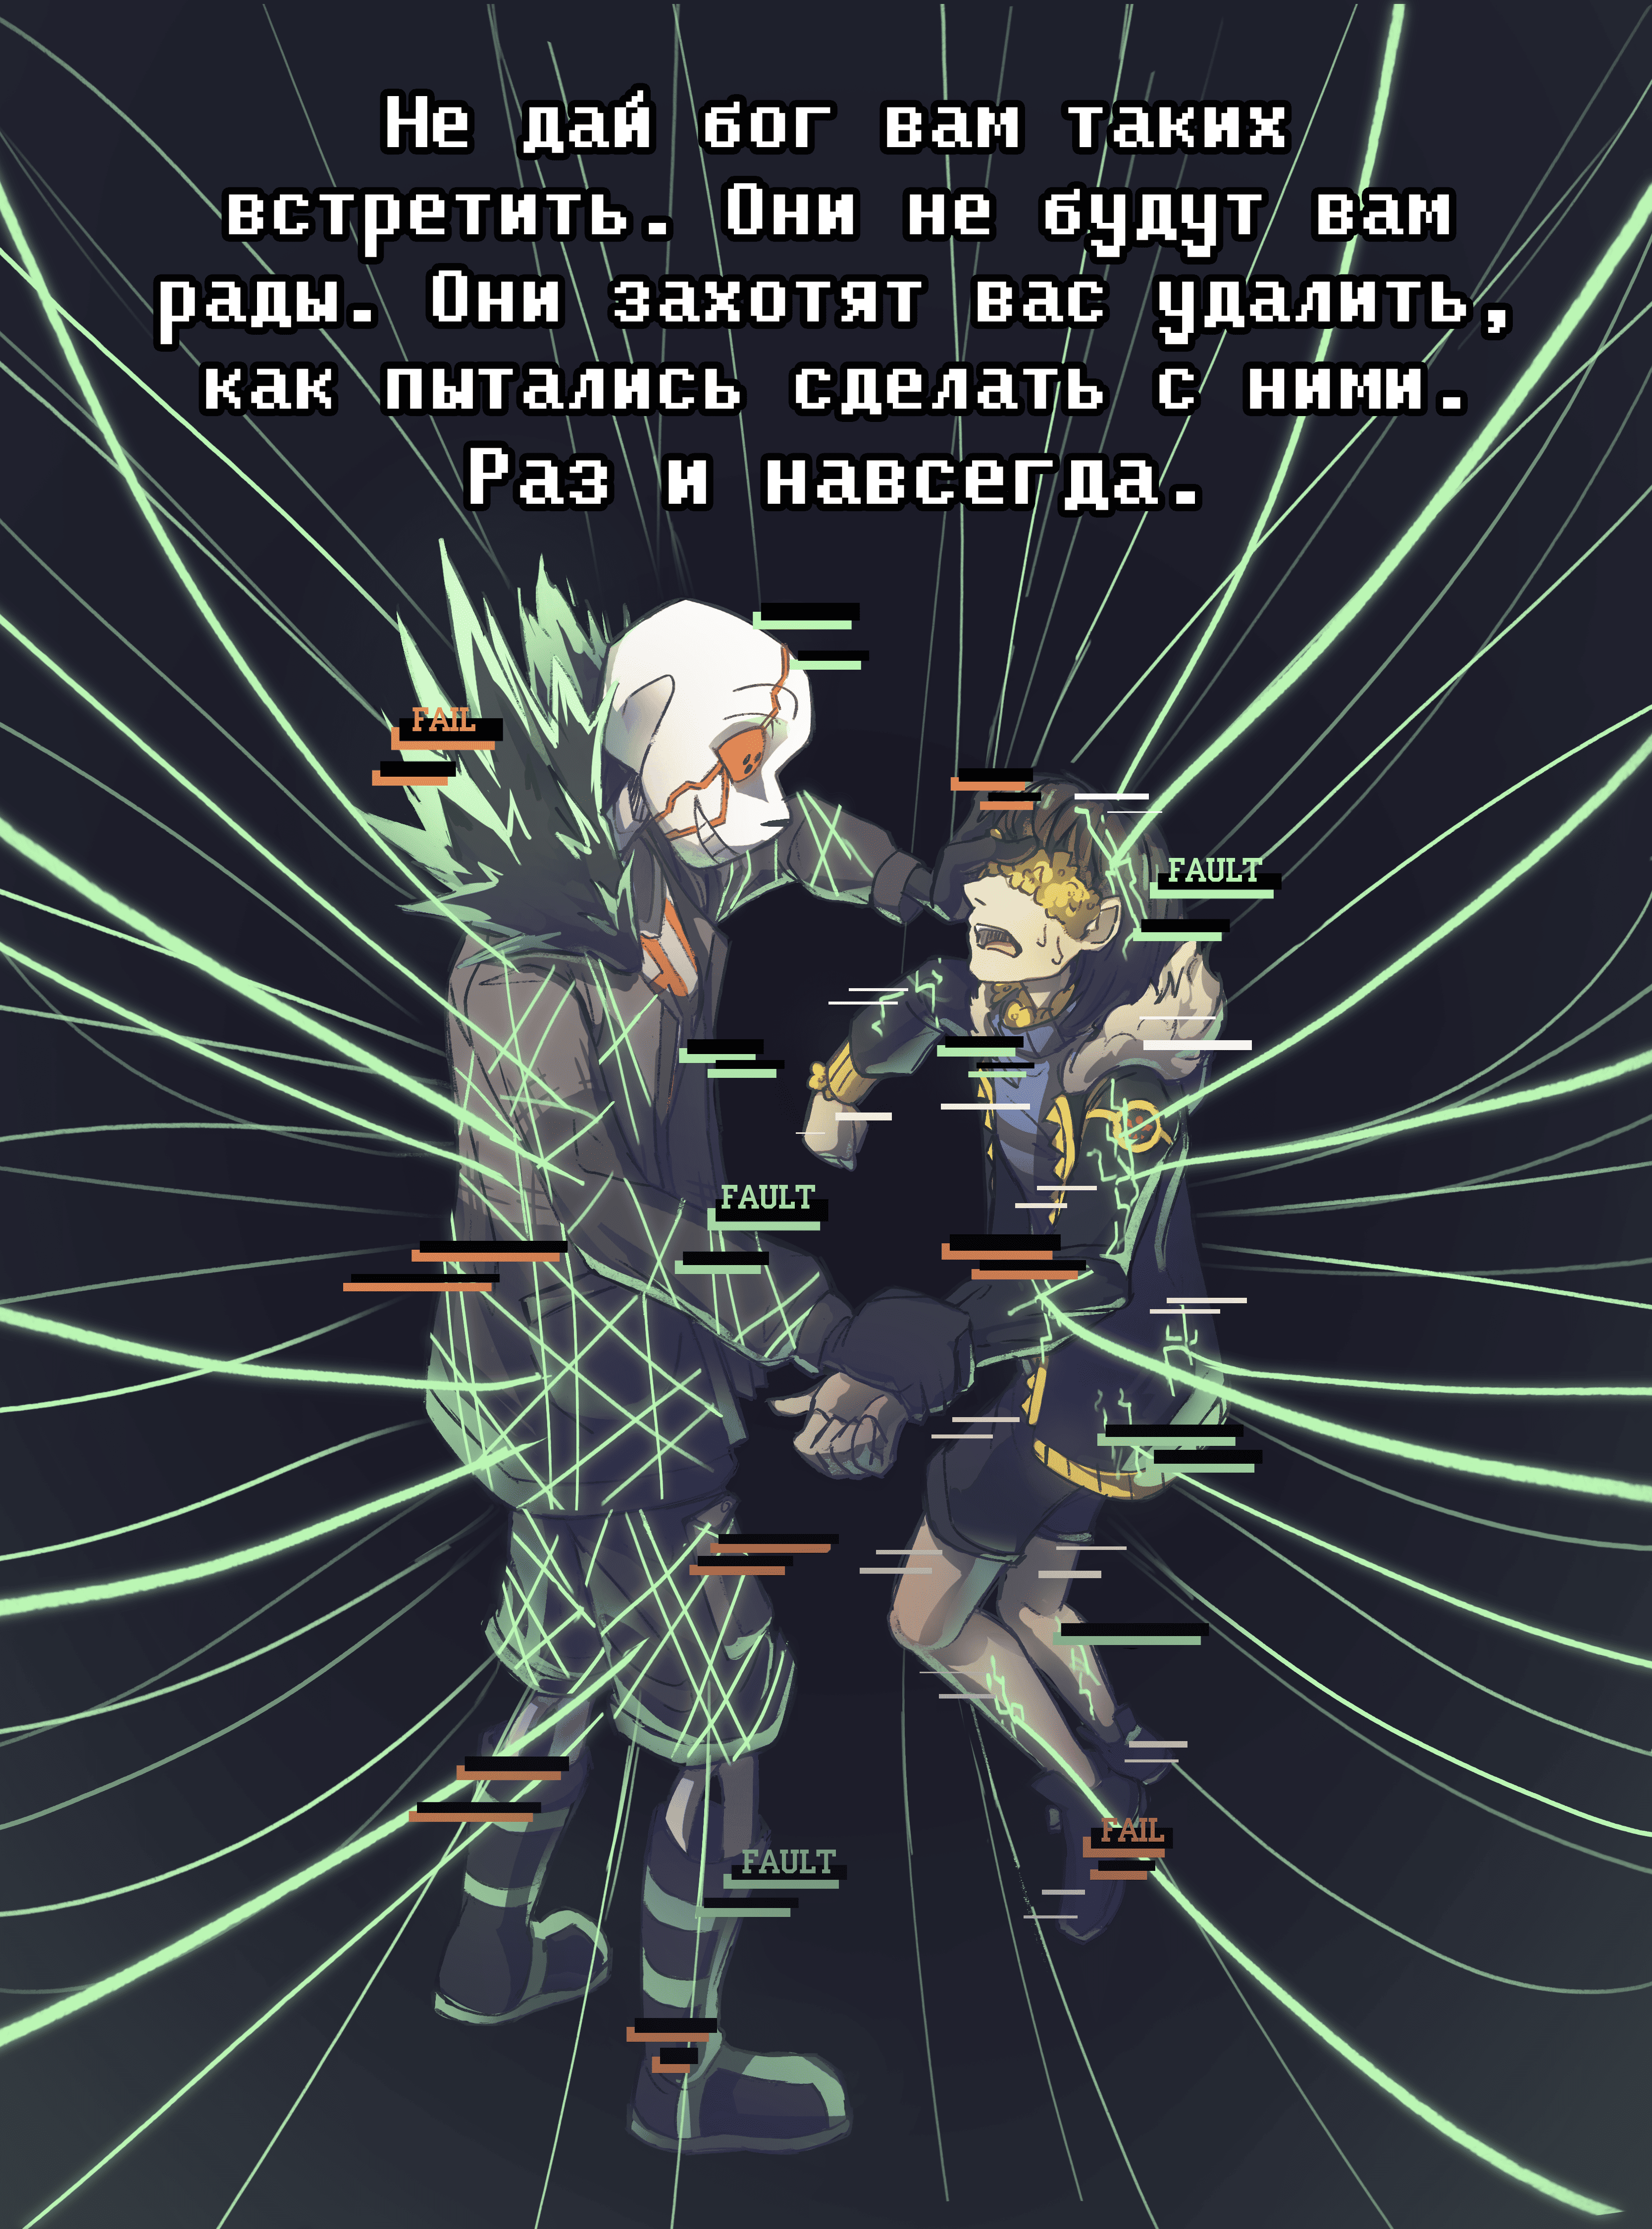 Не дай бог вам таких
встретить. Они не будут вам
рады. Они захотят вас удалить,
как пытались сделать с ними.
Раз и навсегда.
FAIL
FAULT
FAULT
FAIL
FAULT